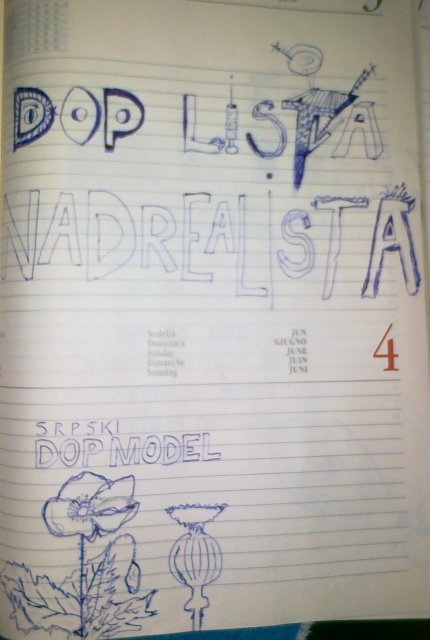 DOP LiSTA
NADREALISTA
Nedelja
Domenica
Sunday
Dimanche
Sonntag
JUN
GIUGNO
JUNE
JUIN
JUNI
4
SRPSKI
DOP MODEL